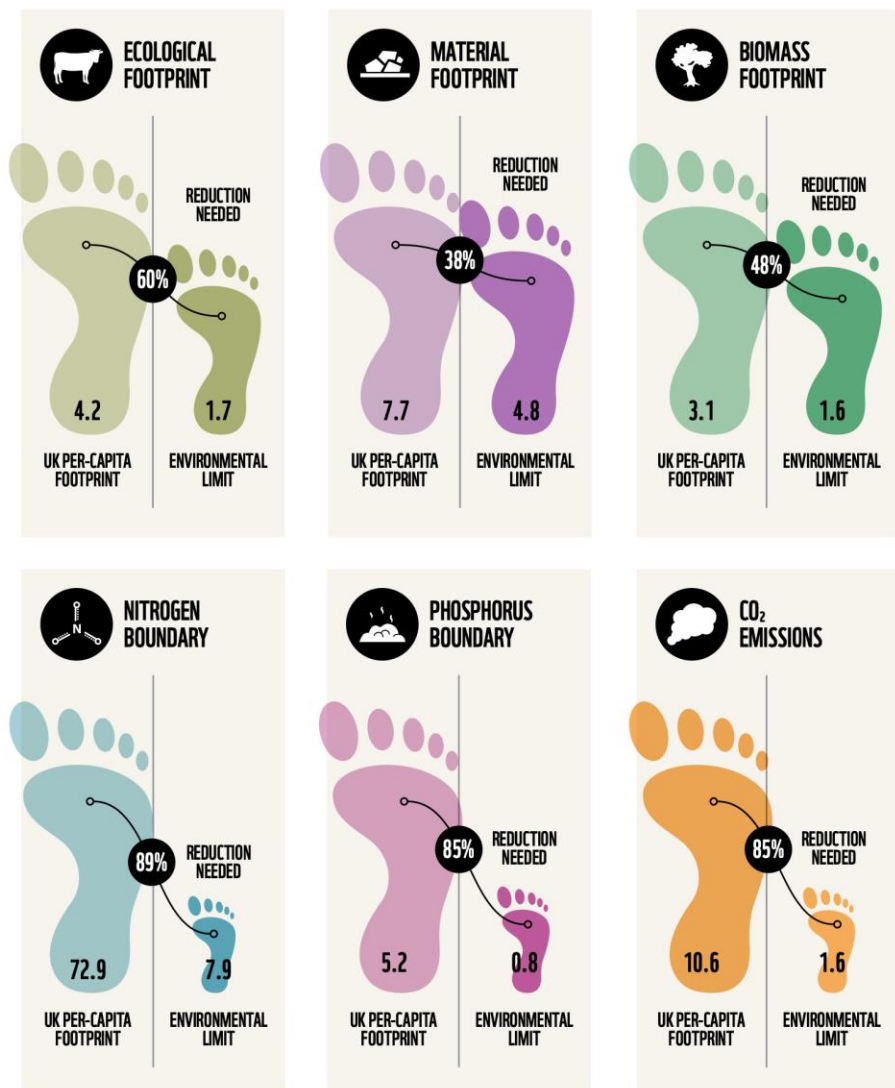 ECOLOGICAL
FOOTPRINT
REDUCTION
NEEDED
60%
4.2
1.7
UK PER-CAPITA
FOOTPRINT
ENVIRONMENTAL
LIMIT
MATERIAL
FOOTPRINT
REDUCTION
NEEDED
38%
7.7
4.8
UK PER-CAPITA
FOOTPRINT
ENVIRONMENTAL
LIMIT
BIOMASS
FOOTPRINT
REDUCTION
NEEDED
48%
3.1
1.6
UK PER-CAPITA
FOOTPRINT
ENVIRONMENTAL
LIMIT
N
NITROGEN
BOUNDARY
REDUCTION
NEEDED
89%
72.9
7.9
UK PER-CAPITA
FOOTPRINT
ENVIRONMENTAL
LIMIT
PHOSPHORUS
BOUNDARY
REDUCTION
NEEDED
85%
5.2
0.8
UK PER-CAPITA
FOOTPRINT
ENVIRONMENTAL
LIMIT
CO₂
EMISSIONS
REDUCTION
NEEDED
85%
10.6
1.6
UK PER-CAPITA
FOOTPRINT
ENVIRONMENTAL
LIMIT